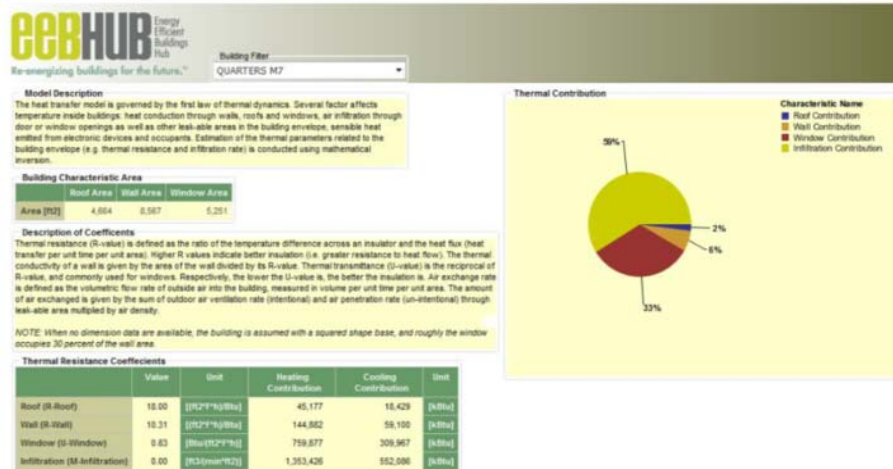 eebHUB
Energy
Efficient
Buildings
Hub
Re-energizing buildings for the future.™
Building Filter
QUARTERS M7
Model Description
The heat transfer model is governed by the first law of thermal dynamics. Several factor affects
temperature inside buildings: heat conduction through walls, roofs and windows, air infiltration through
door or window openings as well as other leak-able areas in the building envelope, sensible heat
emitted from electronic devices and occupants. Estimation of the thermal parameters related to the
building envelope (e.g. thermal resistance and infiltration rate) is conducted using mathematical
inversion.
Building Characteristic Area
Roof Area Wall Area Window Area
Area [ft2] 4,664 8,567 5,251
Description of Coefficents
Thermal resistance (R-value) is defined as the ratio of the temperature difference across an insulator and the heat flux (heat
transfer per unit time per unit area). Higher R values indicate better insulation (i.e. greater resistance to heat flow). The thermal
conductivity of a wall is given by the area of the wall divided by its R-value. Thermal transmittance (U-value) is the reciprocal of
R-value, and commonly used for windows. Respectively, the lower the U-value is, the better the insulation is. Air exchange rate
is defined as the volumetric flow rate of outside air into the building, measured in volume per unit time per unit area. The amount
of air exchanged is given by the sum of outdoor air ventilation rate (intentional) and air penetration rate (un-intentional) through
leak-able area multipled by air density.
NOTE: When no dimension data are available, the building is assumed with a squared shape base, and roughly the window
occupies 30 percent of the wall area.
Thermal Resistance Coeffecients
Value Unit Heating Contribution Cooling Contribution Unit
Roof (R-Roof) 18.00 [(ft2*F*h)/Btu] 45,177 18,429 [kBtu]
Wall (R-Wall) 10.31 [(ft2*F*h)/Btu] 144,882 59,100 [kBtu]
Window (U-Window) 0.63 [Btu/(ft2*F*h)] 759,877 309,967 [kBtu]
Infiltration (M-Infiltration) 0.00 [ft3/(min*ft2)] 1,353,426 552,086 [kBtu]
Thermal Contribution
Characteristic Name
Roof Contribution
Wall Contribution
Window Contribution
Infiltration Contribution
59%
2%
6%
33%